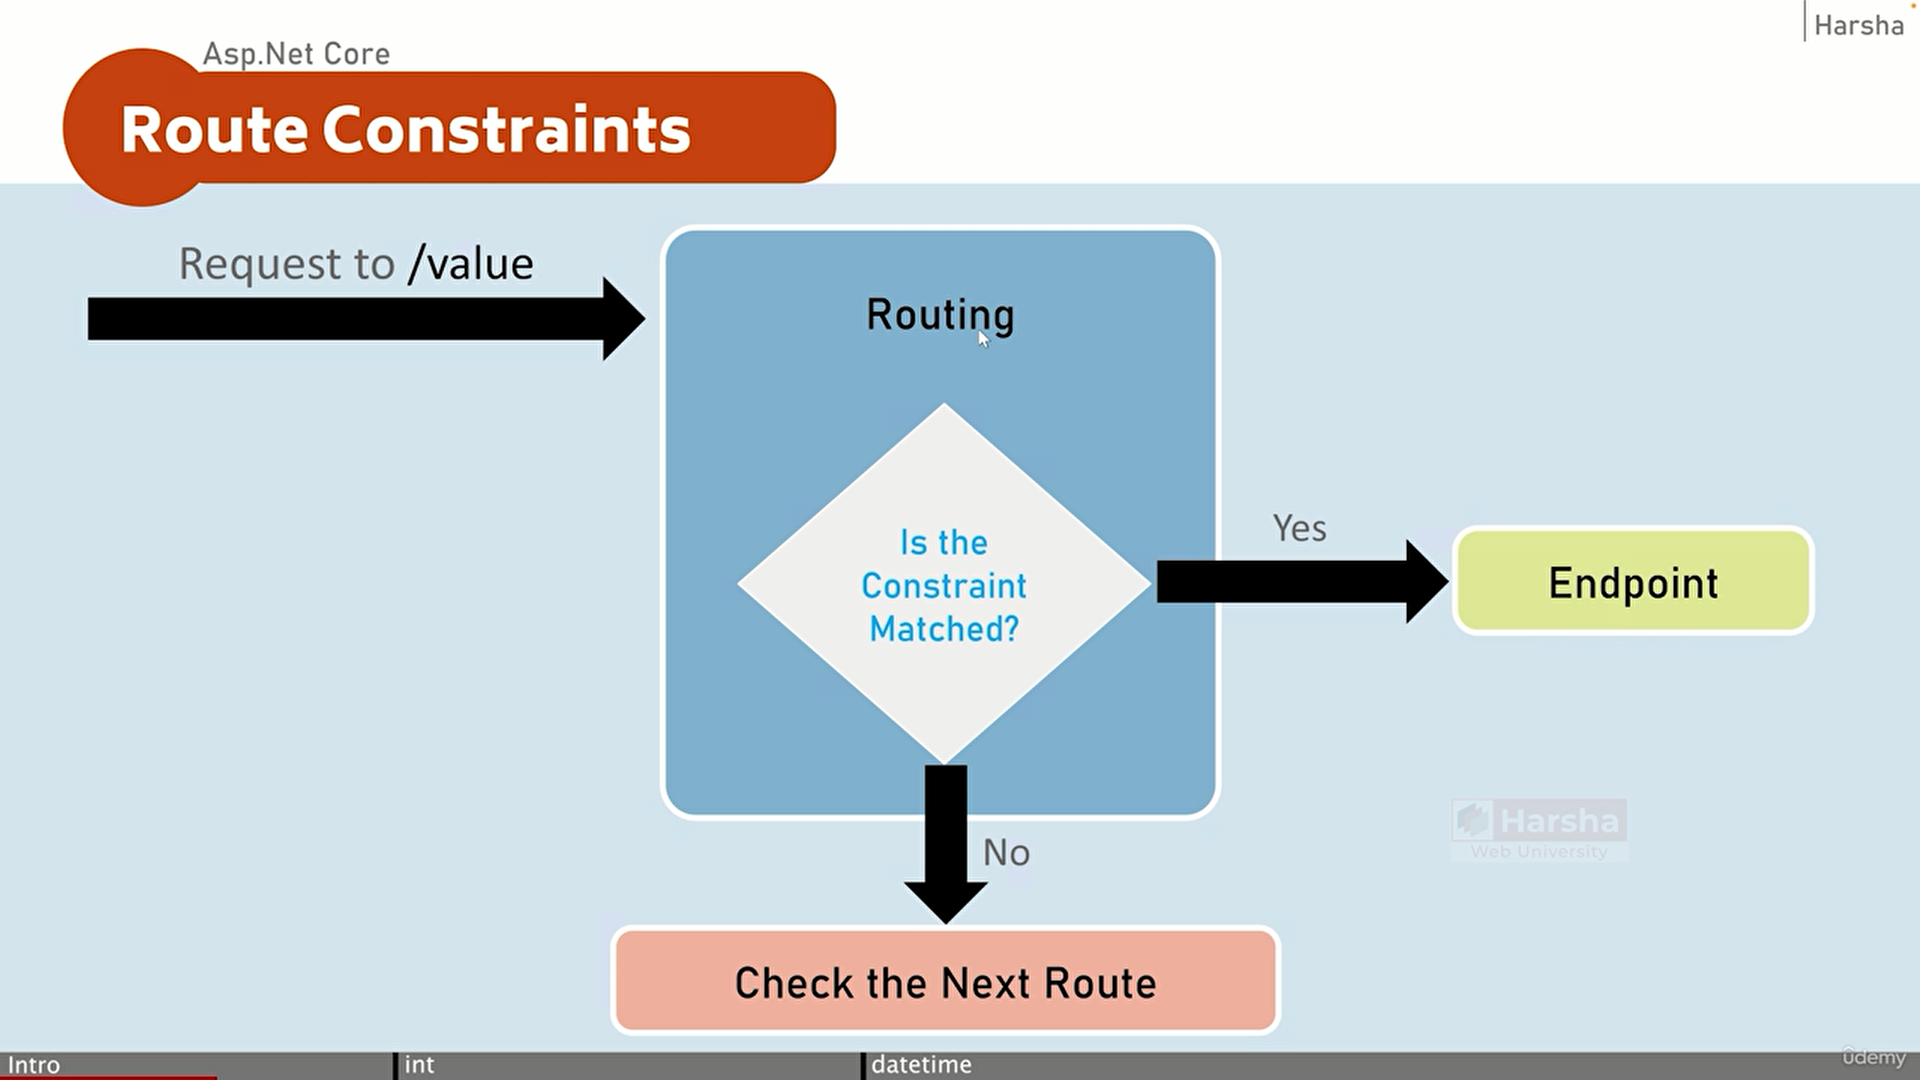 Harsha
Asp.Net Core
Route Constraints
Request to /value
Routing
Is the
Constraint
Matched?
Yes
Endpoint
No
Harsha
Web University
Check the Next Route
Intro
int
datetime
ûdemy